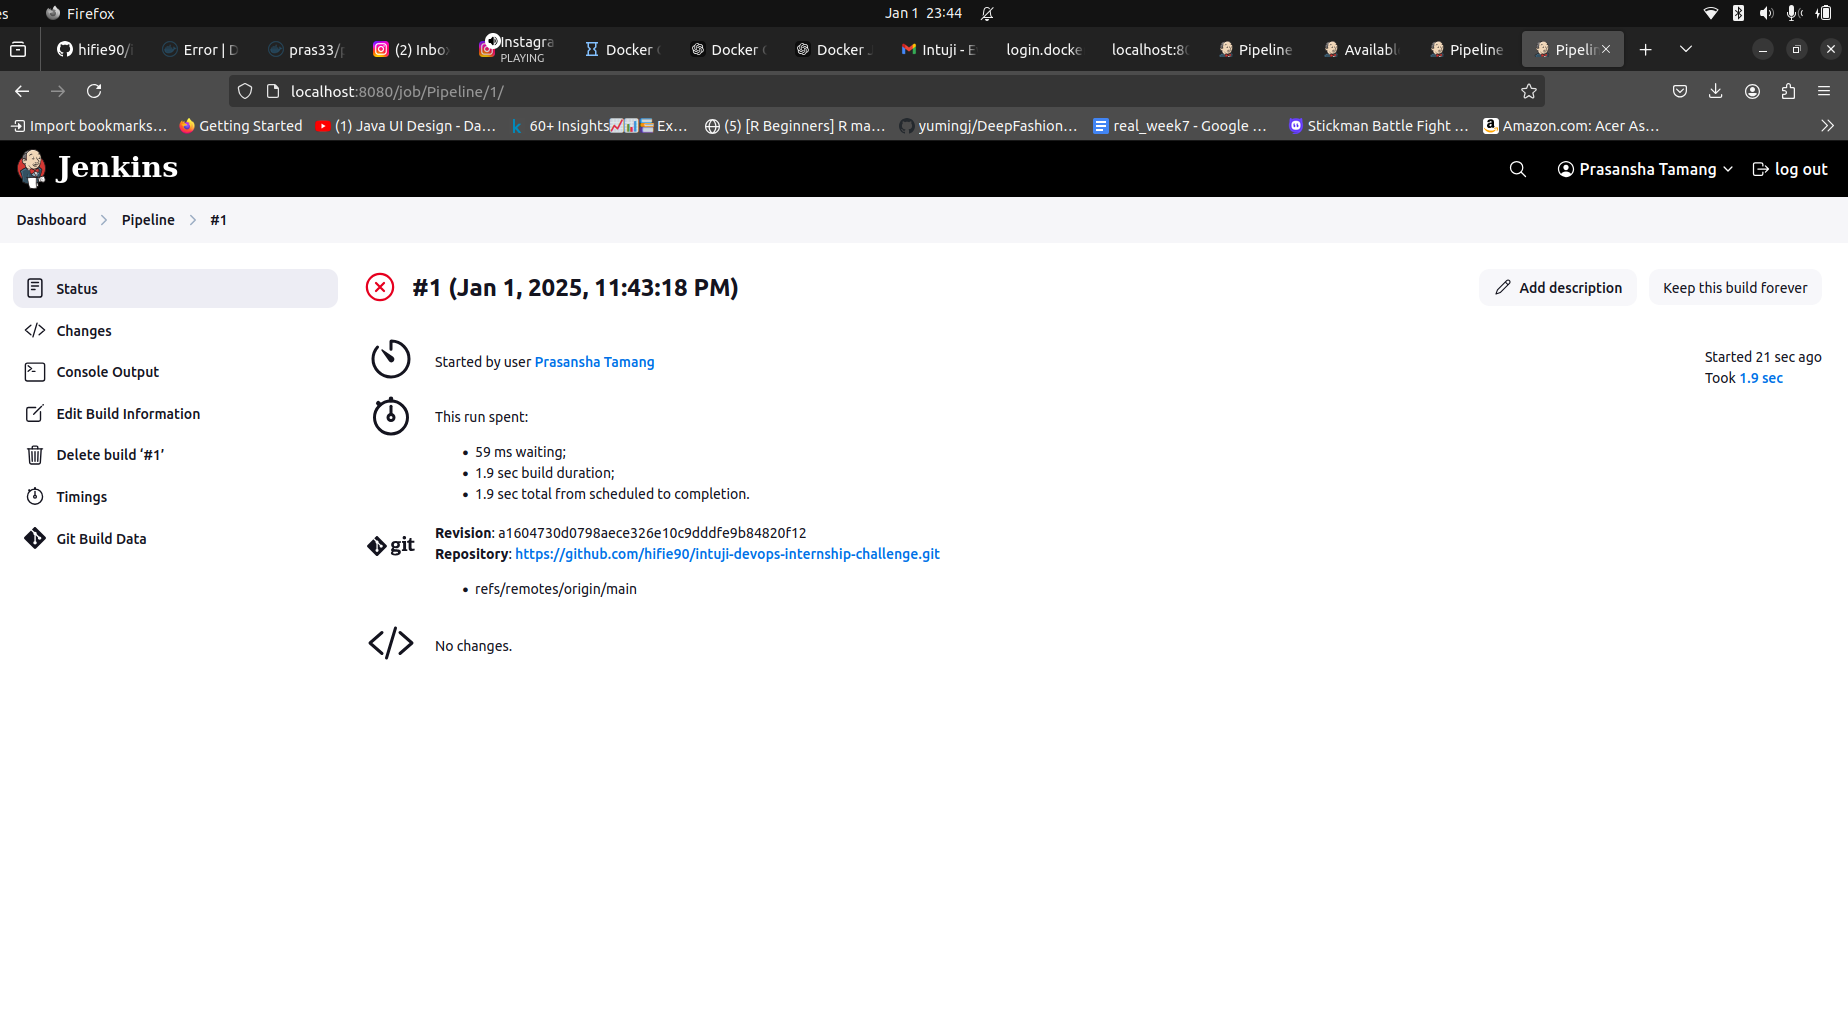 es Firefox Jan 1 23:44
hifie90/i Error | D pras33/p (2) Inbo Instagra PLAYING Docker C Docker C Docker J Intuji - E login.docke localhost:80 Pipeline Availabl Pipeline Pipelin
localhost:8080/job/Pipeline/1/
Import bookmarks... Getting Started (1) Java UI Design - Da... 60+ Insights📈📊📚Ex... (5) [R Beginners] R ma... yumingj/DeepFashion... real_week7 - Google ... Stickman Battle Fight ... Amazon.com: Acer As...
Jenkins Prasansha Tamang log out
Dashboard Pipeline #1
Status
Changes
Console Output
Edit Build Information
Delete build ‘#1’
Timings
Git Build Data
#1 (Jan 1, 2025, 11:43:18 PM)
Add description Keep this build forever
Started by user Prasansha Tamang
Started 21 sec ago
Took 1.9 sec
This run spent:
• 59 ms waiting;
• 1.9 sec build duration;
• 1.9 sec total from scheduled to completion.
git
Revision: a1604730d0798aece326e10c9dddfe9b84820f12
Repository: https://github.com/hifie90/intuji-devops-internship-challenge.git
• refs/remotes/origin/main
No changes.